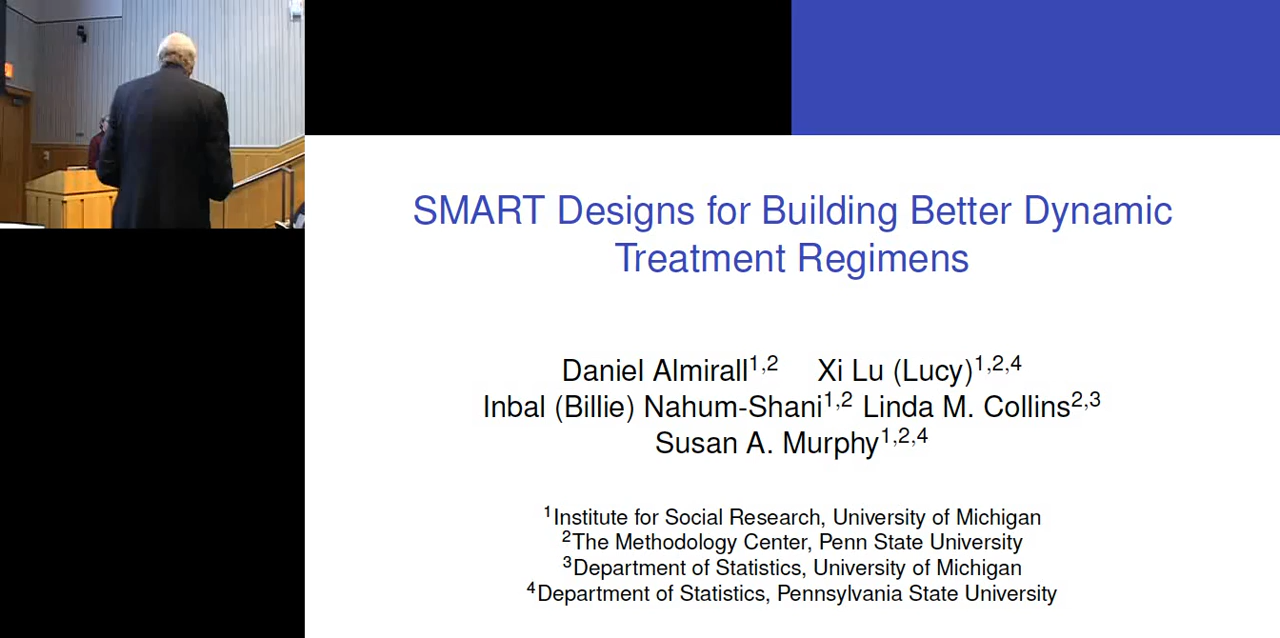 SMART Designs for Building Better Dynamic
Treatment Regimens
Daniel Almirall1,2 Xi Lu (Lucy)1,2,4
Inbal (Billie) Nahum-Shani1,2 Linda M. Collins2,3
Susan A. Murphy1,2,4
1Institute for Social Research, University of Michigan
2The Methodology Center, Penn State University
3Department of Statistics, University of Michigan
4Department of Statistics, Pennsylvania State University